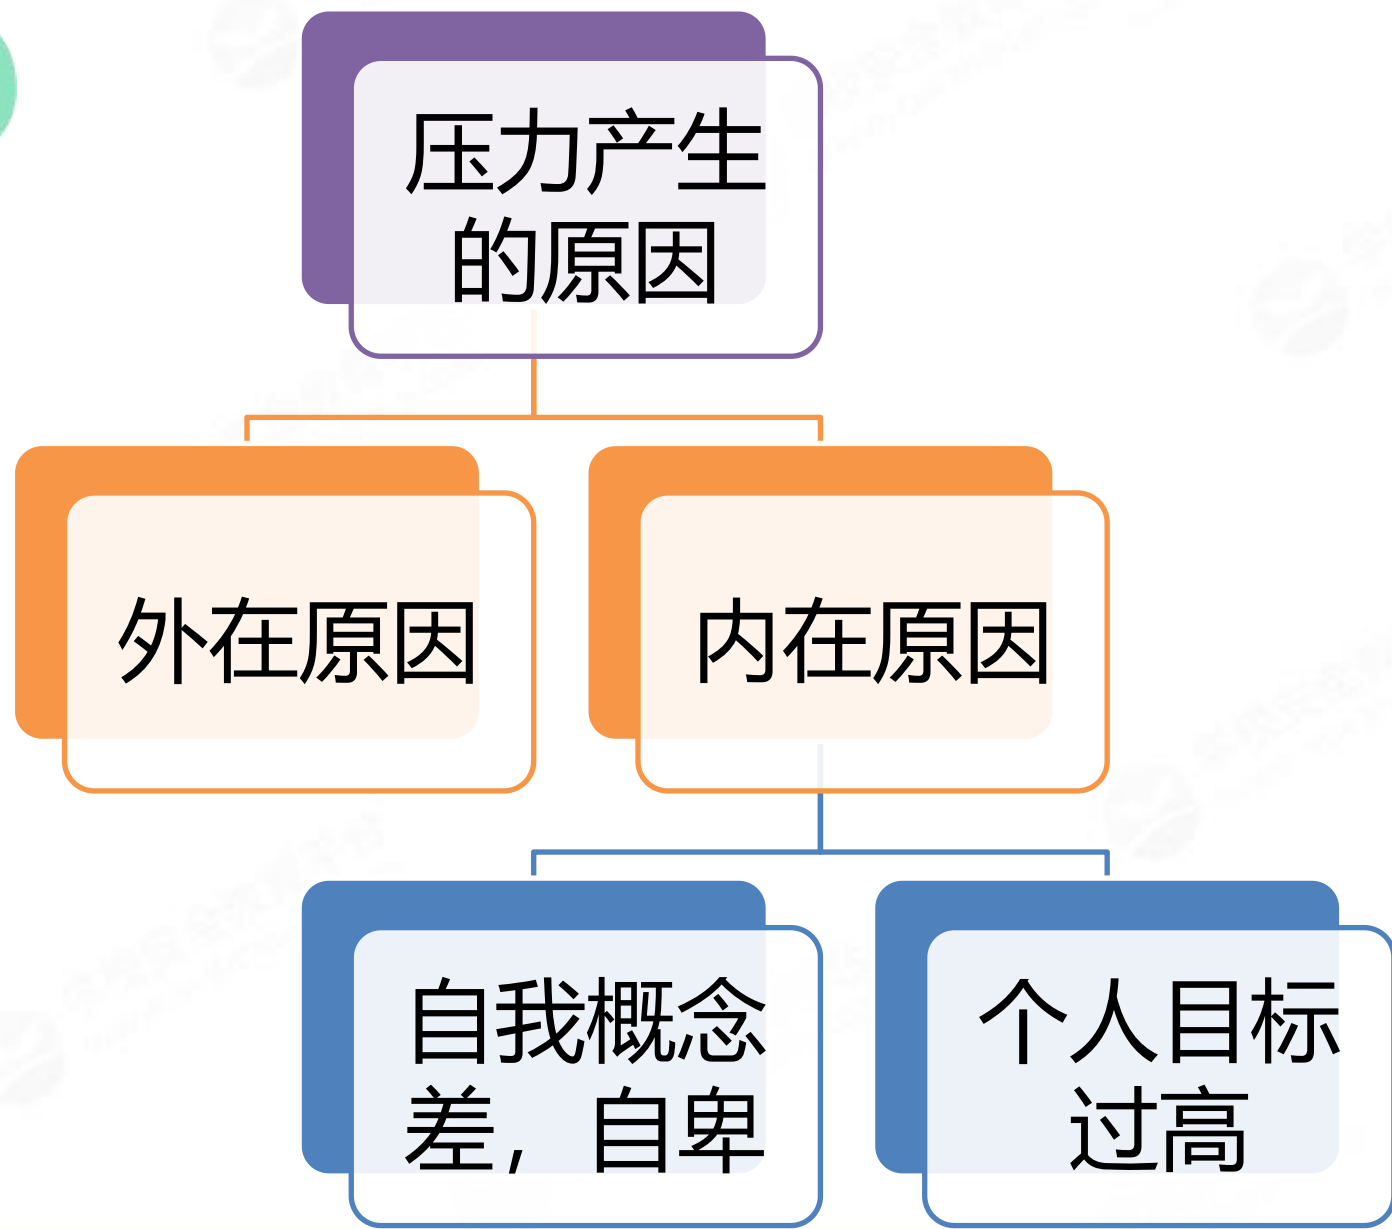 压力产生
的原因
外在原因
内在原因
自我概念
差，自卑
个人目标
过高